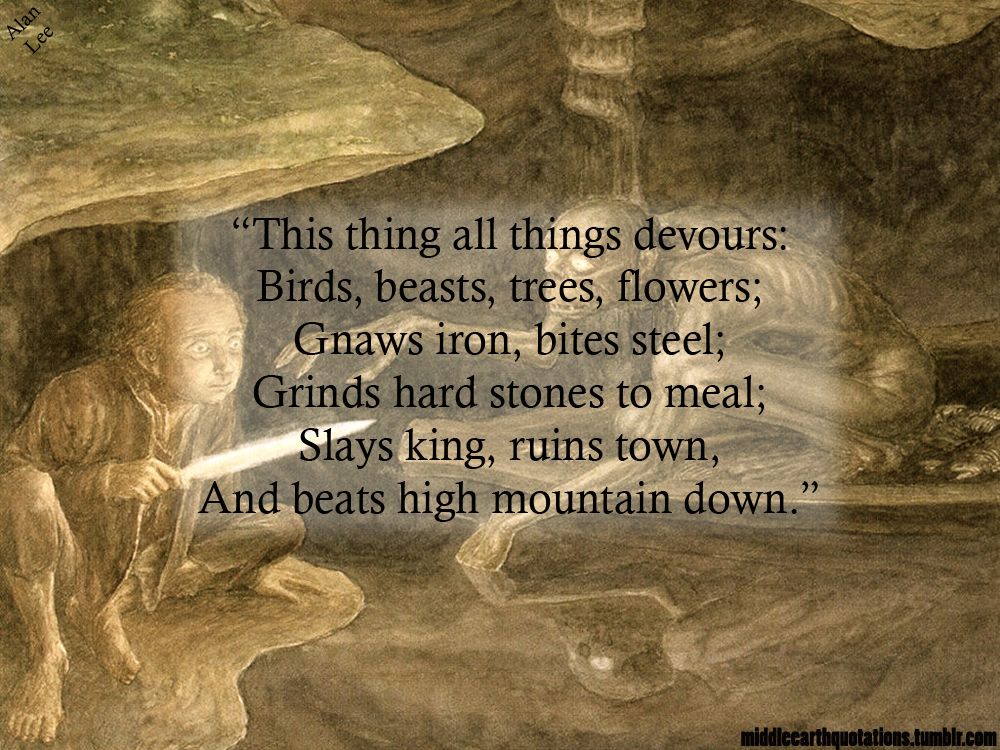 Alan
Lee
“This thing all things devours:
Birds, beasts, trees, flowers;
Gnaws iron, bites steel;
Grinds hard stones to meal;
Slays king, ruins town,
And beats high mountain down.”
middleearthquotations.tumblr.com